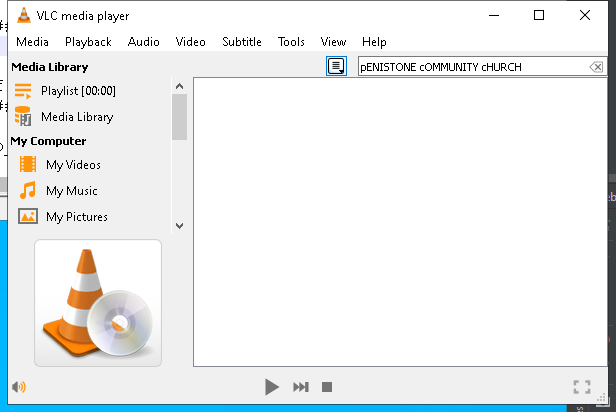 VLC media player
Media Playback Audio Video Subtitle Tools View Help
Media Library
pENISTONE cOMMUNITY cHURCH
Playlist [00:00]
Media Library
My Computer
My Videos
My Music
My Pictures